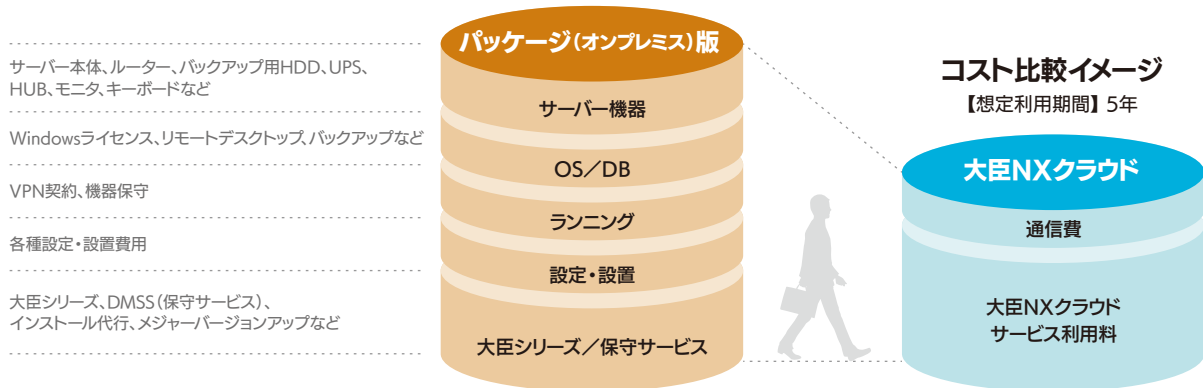 サーバー本体、ルーター、バックアップ用HDD、UPS、
HUB、モニタ、キーボードなど
Windowsライセンス、リモートデスクトップ、バックアップなど
VPN契約、機器保守
各種設定・設置費用
大臣シリーズ、DMSS（保守サービス）、
インストール代行、メジャーバージョンアップなど
パッケージ（オンプレミス）版
サーバー機器
OS／DB
ランニング
設定・設置
大臣シリーズ／保守サービス
コスト比較イメージ
【想定利用期間】5年
大臣NXクラウド
通信費
大臣NXクラウド
サービス利用料